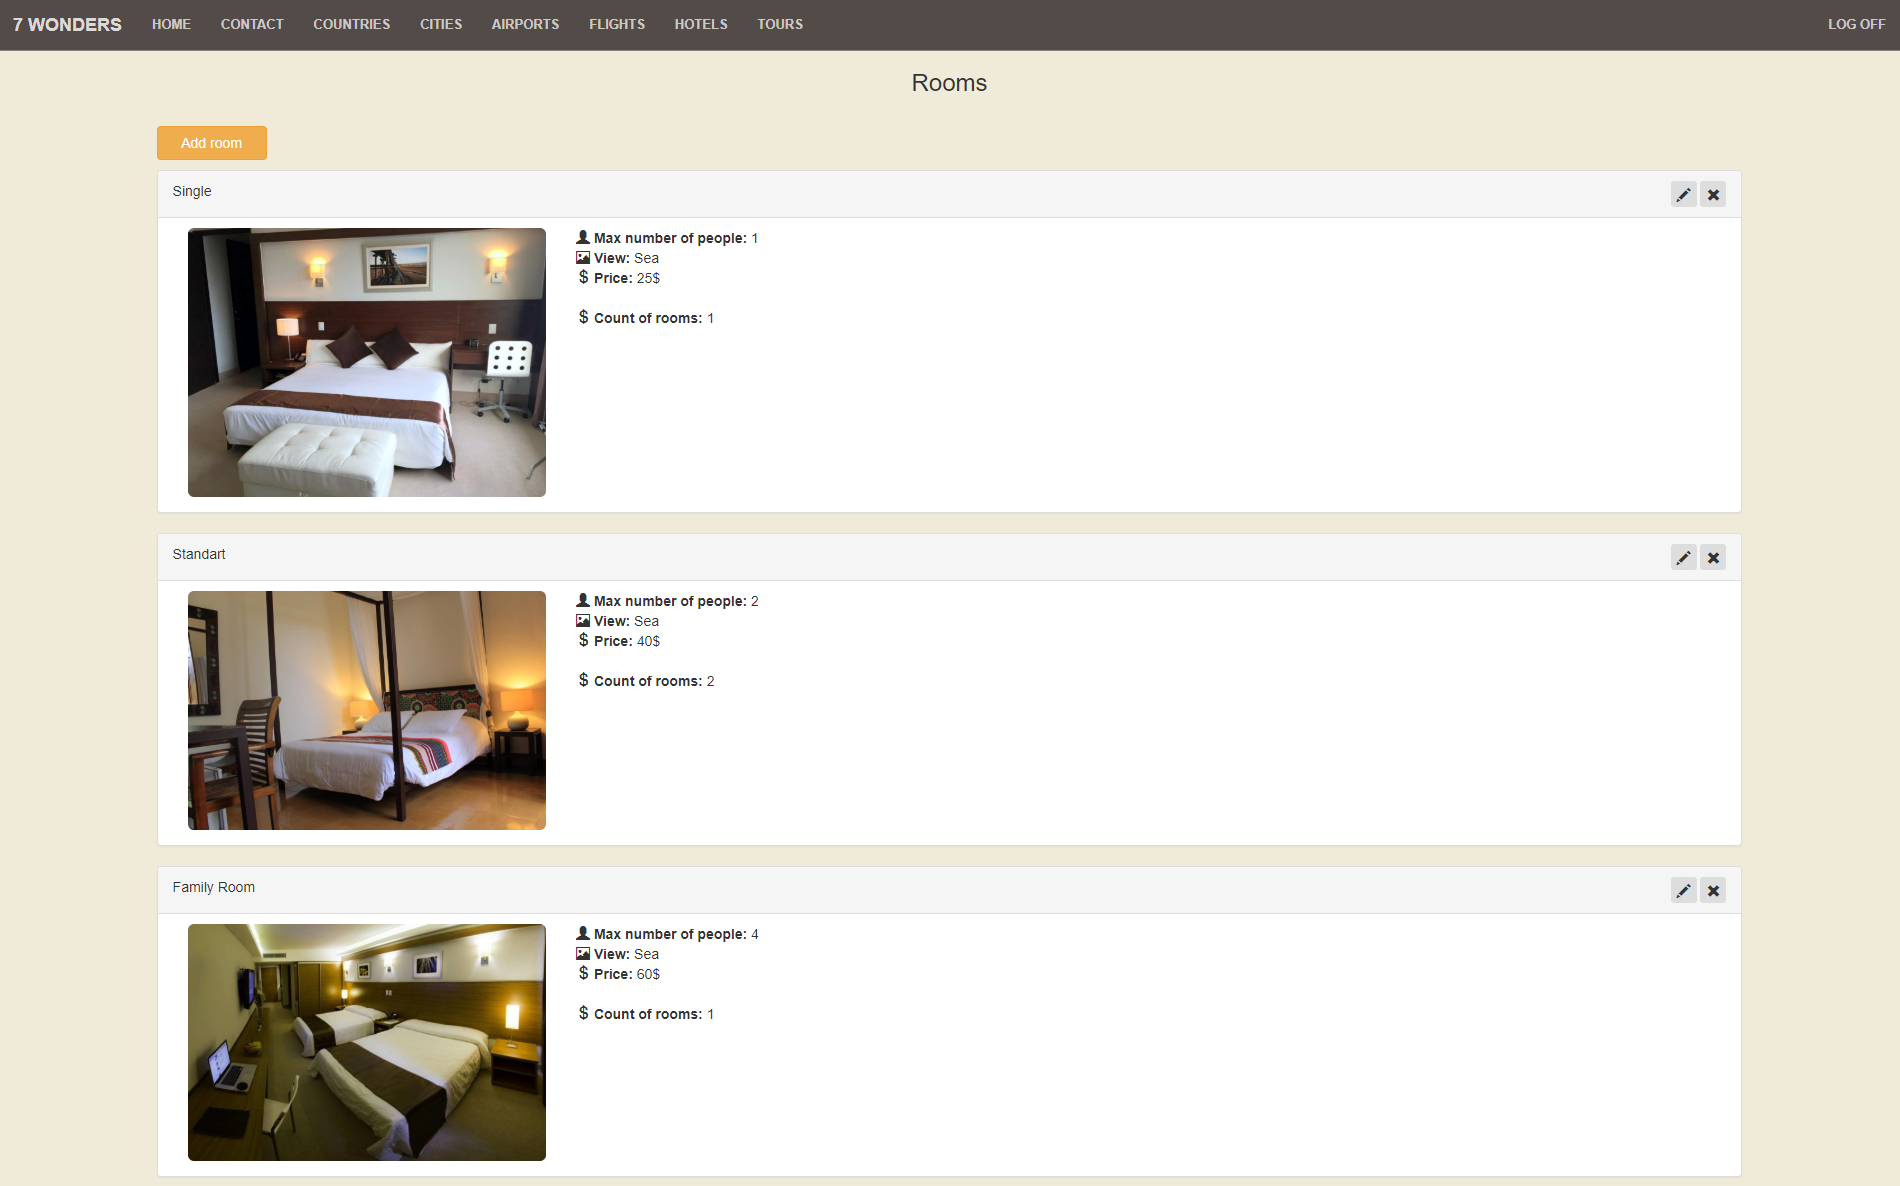 7 WONDERS HOME CONTACT COUNTRIES CITIES AIRPORTS FLIGHTS HOTELS TOURS LOG OFF
Rooms
Add room
Single
Max number of people: 1
View: Sea
$ Price: 25$
$ Count of rooms: 1
Standart
Max number of people: 2
View: Sea
$ Price: 40$
$ Count of rooms: 2
Family Room
Max number of people: 4
View: Sea
$ Price: 60$
$ Count of rooms: 1